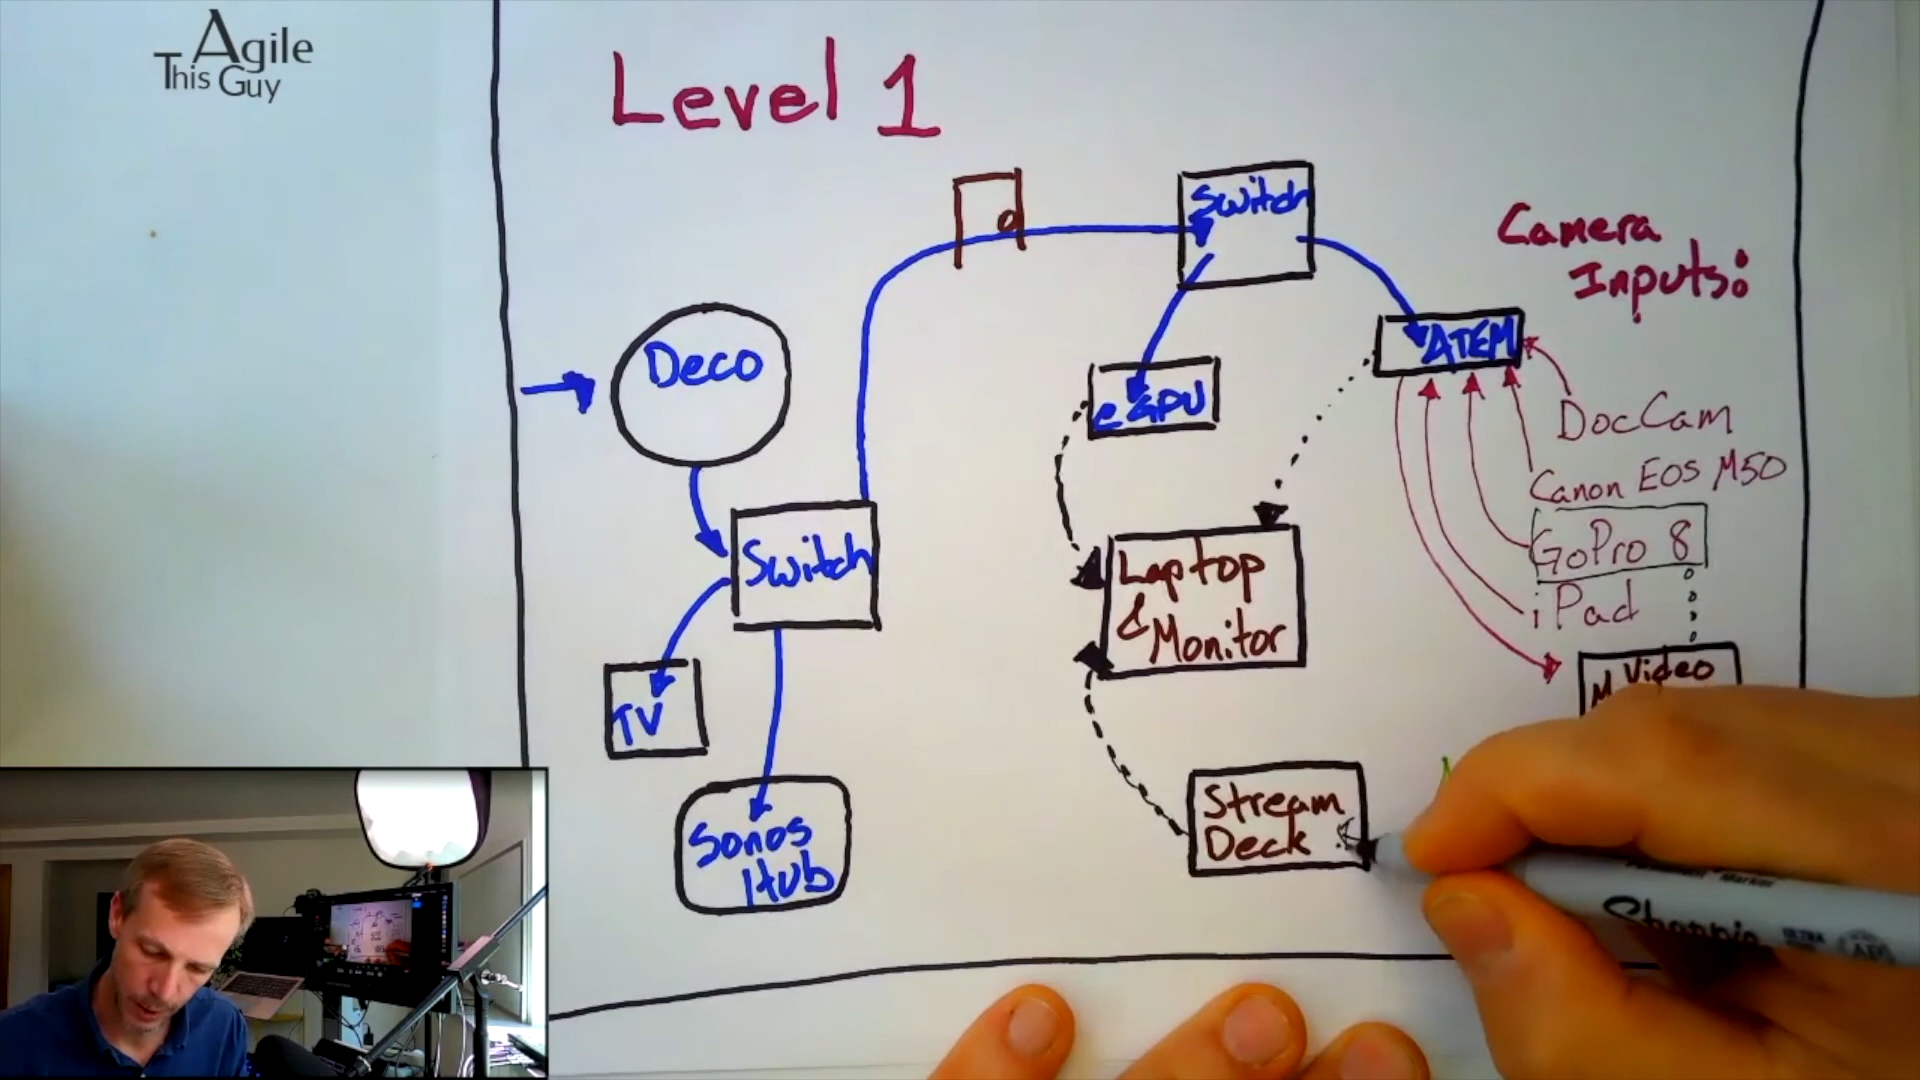 Agile
This Guy
Level 1
Switch
Camera
Inputs:
Deco
ATEM
eGPU
DocCam
Canon EOS M50
GoPro 8
iPad
Switch
Laptop
& Monitor
Video
M
TV
Stream
Deck
Sonos
Hub
Sharpie